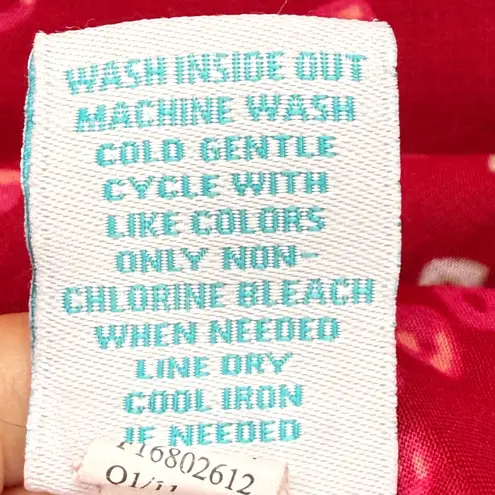 WASH INSIDE OUT
MACHINE WASH
COLD GENTLE
CYCLE WITH
LIKE COLORS
ONLY NON-
CHLORINE BLEACH
WHEN NEEDED
LINE DRY
COOL IRON
IF NEEDED
16802612